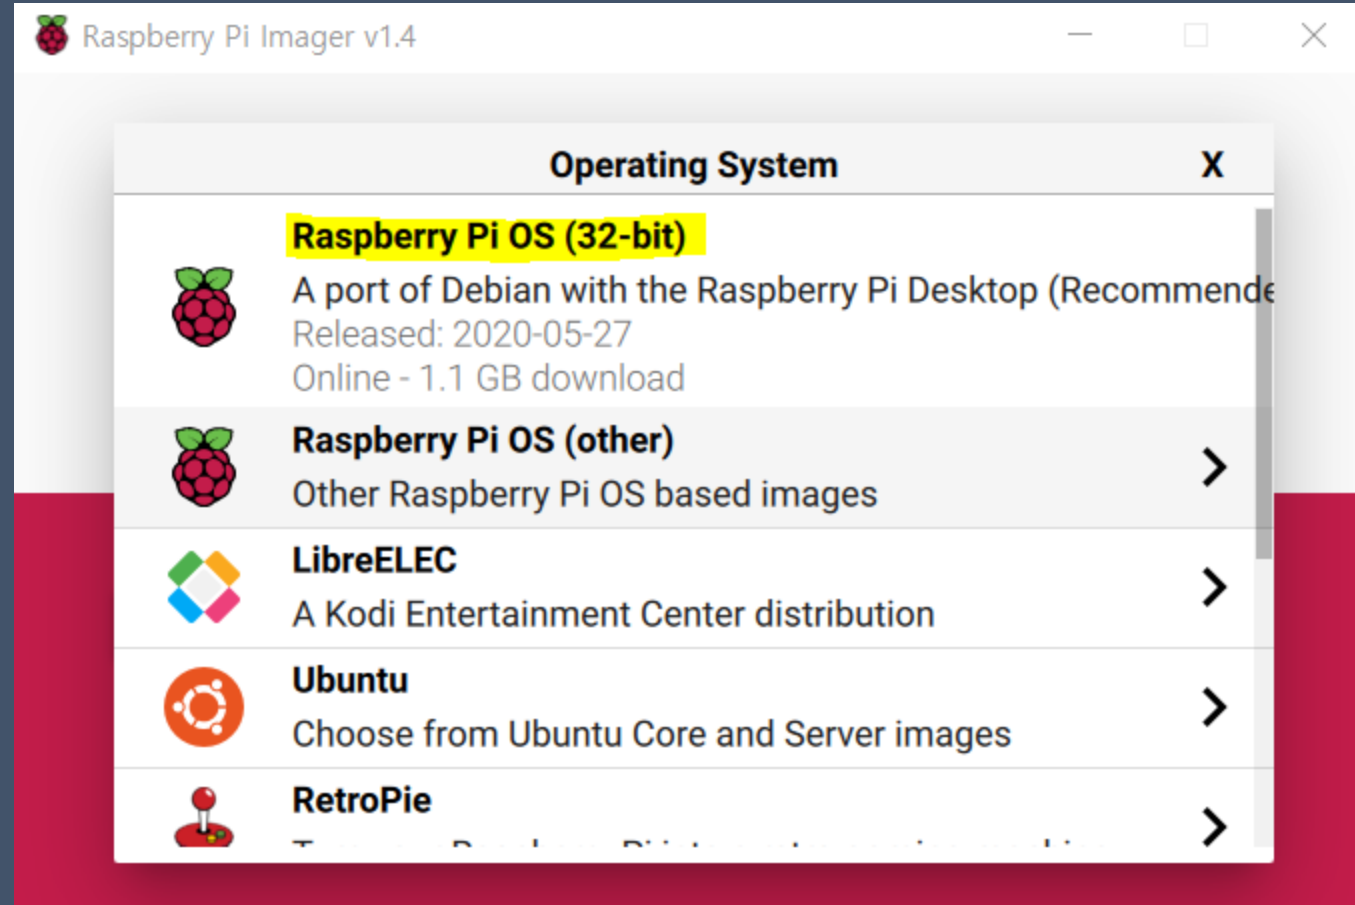 Raspberry Pi Imager v1.4
Operating System X
Raspberry Pi OS (32-bit)
A port of Debian with the Raspberry Pi Desktop (Recommende
Released: 2020-05-27
Online - 1.1 GB download
Raspberry Pi OS (other)
Other Raspberry Pi OS based images
LibreELEC
A Kodi Entertainment Center distribution
Ubuntu
Choose from Ubuntu Core and Server images
RetroPie